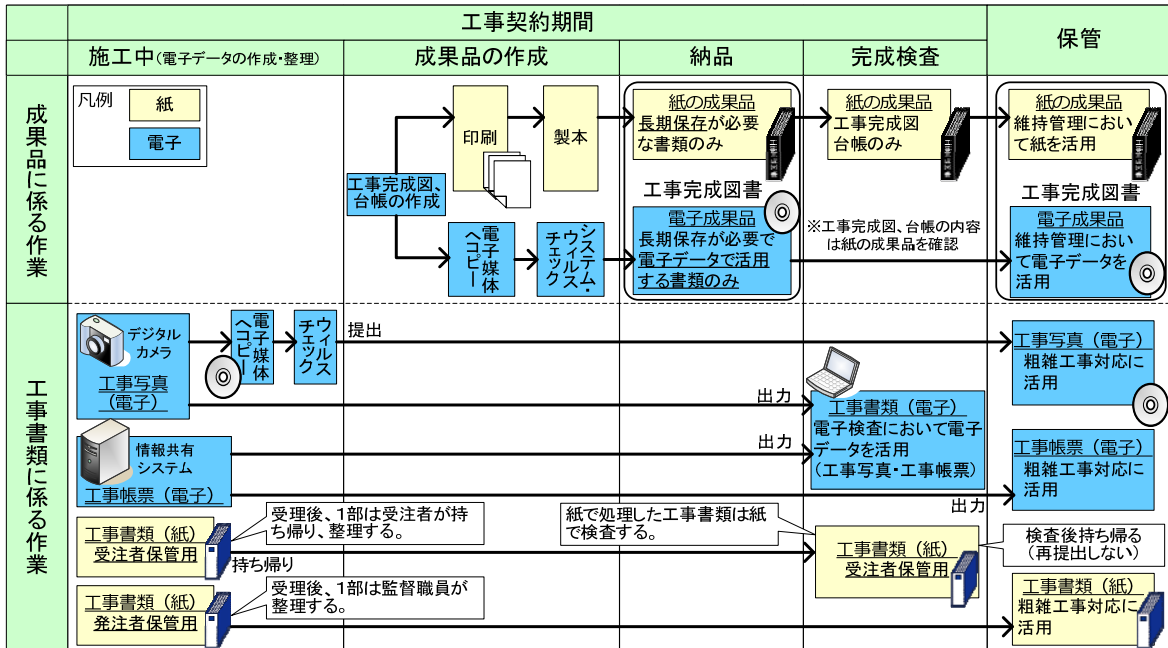 工事契約期間
保管
施工中(電子データの作成・整理)
成果品の作成
納品
完成検査
成果品に係る作業
凡例
紙
電子
工事完成図、
台帳の作成
印刷
製本
紙の成果品
長期保存が必要
な書類のみ
紙の成果品
工事完成図
台帳のみ
紙の成果品
維持管理におい
て紙を活用
電子媒体
へコピー
システム・
ウィルス
チェック
工事完成図書
電子成果品
長期保存が必要で
電子データで活用
する書類のみ
※工事完成図、台帳の内容
は紙の成果品を確認
工事完成図書
電子成果品
維持管理におい
て電子データを
活用
工事書類に係る作業
デジタル
カメラ
工事写真
(電子)
電子媒体
へコピー
ウィルス
チェック
提出
工事写真(電子)
粗雑工事対応に
活用
出力
工事書類(電子)
電子検査において電子
データを活用
(工事写真・工事帳票)
情報共有
システム
工事帳票(電子)
出力
出力
工事帳票(電子)
粗雑工事対応に
活用
工事書類(紙)
受注者保管用
受理後、1部は受注者が持
ち帰り、整理する。
持ち帰り
紙で処理した工事書類は紙
で検査する。
工事書類(紙)
受注者保管用
検査後持ち帰る
(再提出しない)
工事書類(紙)
発注者保管用
受理後、1部は監督職員が
整理する。
工事書類(紙)
粗雑工事対応に
活用